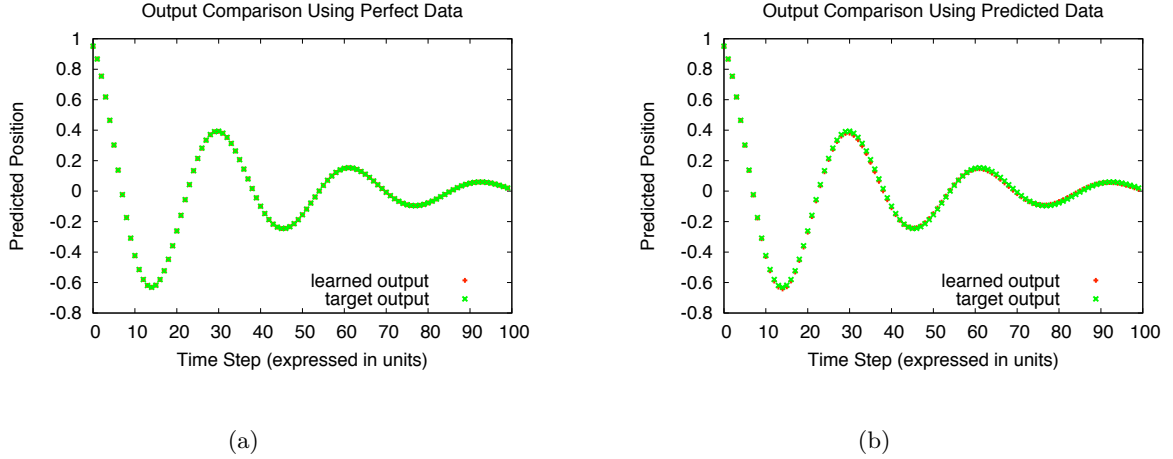 Output Comparison Using Perfect Data
1
0.8
0.6
0.4
0.2
0
-0.2
-0.4
-0.6
-0.8
Predicted Position
learned output
target output
0 10 20 30 40 50 60 70 80 90 100
Time Step (expressed in units)
(a)
Output Comparison Using Predicted Data
1
0.8
0.6
0.4
0.2
0
-0.2
-0.4
-0.6
-0.8
Predicted Position
learned output
target output
0 10 20 30 40 50 60 70 80 90 100
Time Step (expressed in units)
(b)